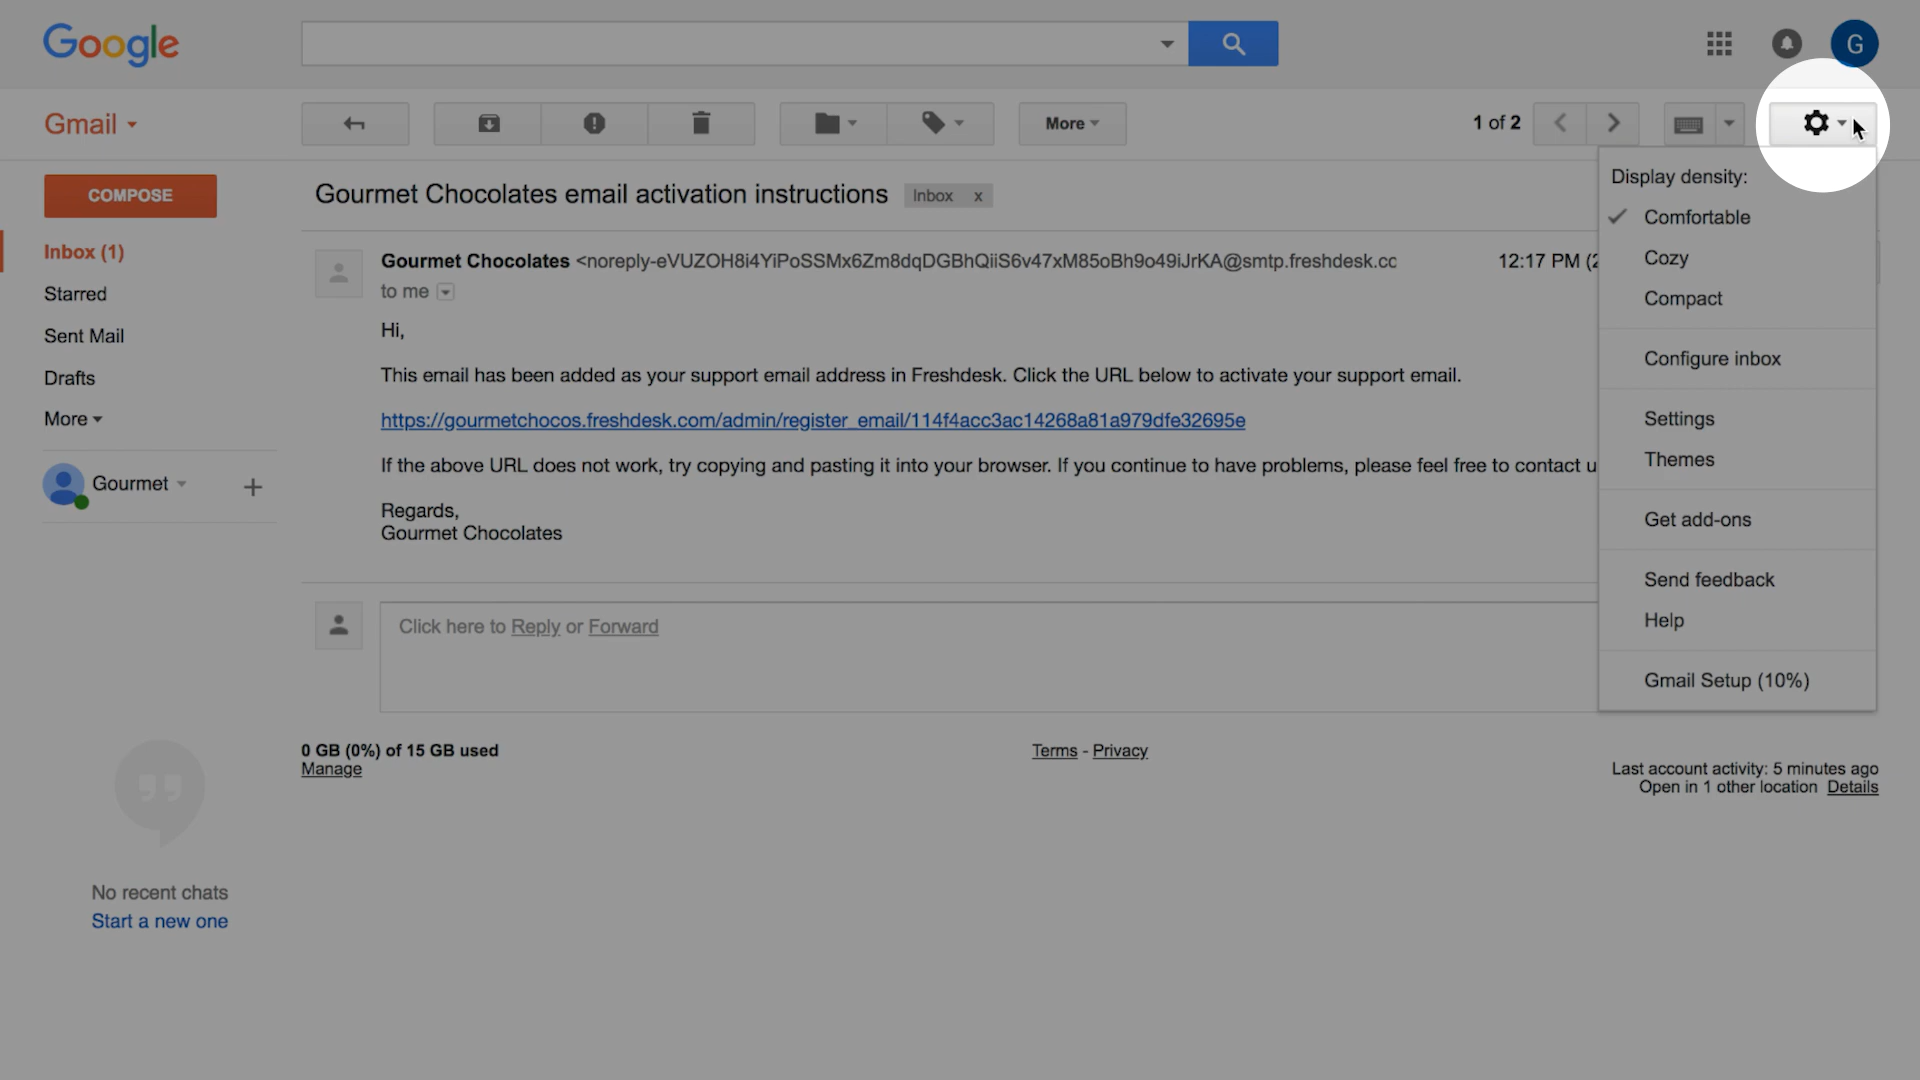 Google
G
Gmail
More
1 of 2
COMPOSE
Gourmet Chocolates email activation instructions
Inbox x
Display density:
Comfortable
Cozy
Compact
Configure inbox
Settings
Themes
Get add-ons
Send feedback
Help
Gmail Setup (10%)
Inbox (1)
Starred
Sent Mail
Drafts
More
Gourmet
Gourmet Chocolates <noreply-eVUZOH8i4YiPoSSMx6Zm8dqDGBhQiiS6v47xM85oBh9o49iJrKA@smtp.freshdesk.cc
12:17 PM (2
to me
Hi,
This email has been added as your support email address in Freshdesk. Click the URL below to activate your support email.
https://gourmetchocos.freshdesk.com/admin/register_email/114f4acc3ac14268a81a979dfe32695e
If the above URL does not work, try copying and pasting it into your browser. If you continue to have problems, please feel free to contact u
Regards,
Gourmet Chocolates
Click here to Reply or Forward
0 GB (0%) of 15 GB used
Manage
Terms - Privacy
Last account activity: 5 minutes ago
Open in 1 other location Details
No recent chats
Start a new one